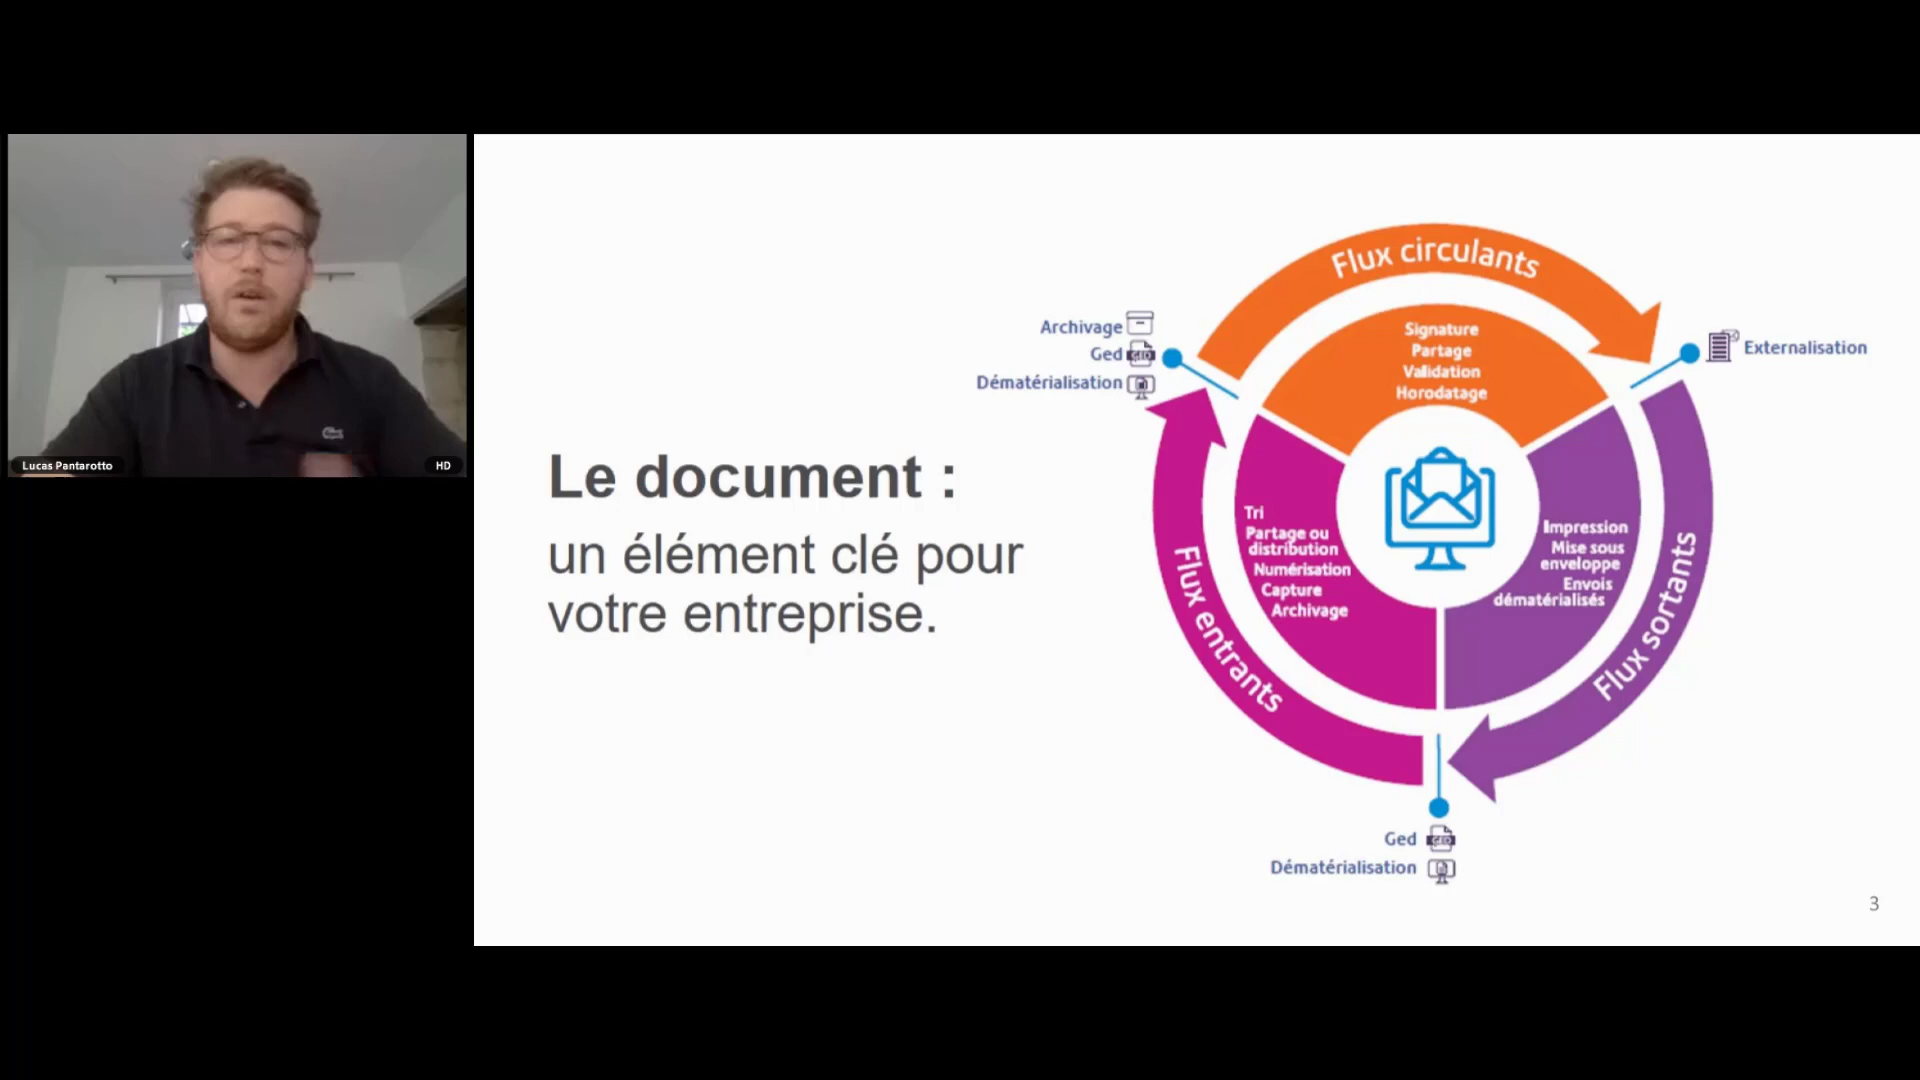 Lucas Pantarotto
HD
Le document :
un élément clé pour
votre entreprise.
Flux circulants
Signature
Partage
Validation
Horodatage
Archivage
Ged
GED
Dématérialisation
Externalisation
Flux entrants
Tri
Partage ou
distribution
Numérisation
Capture
Archivage
Flux sortants
Impression
Mise sous
enveloppe
Envois
dématérialisés
Ged
GED
Dématérialisation
3